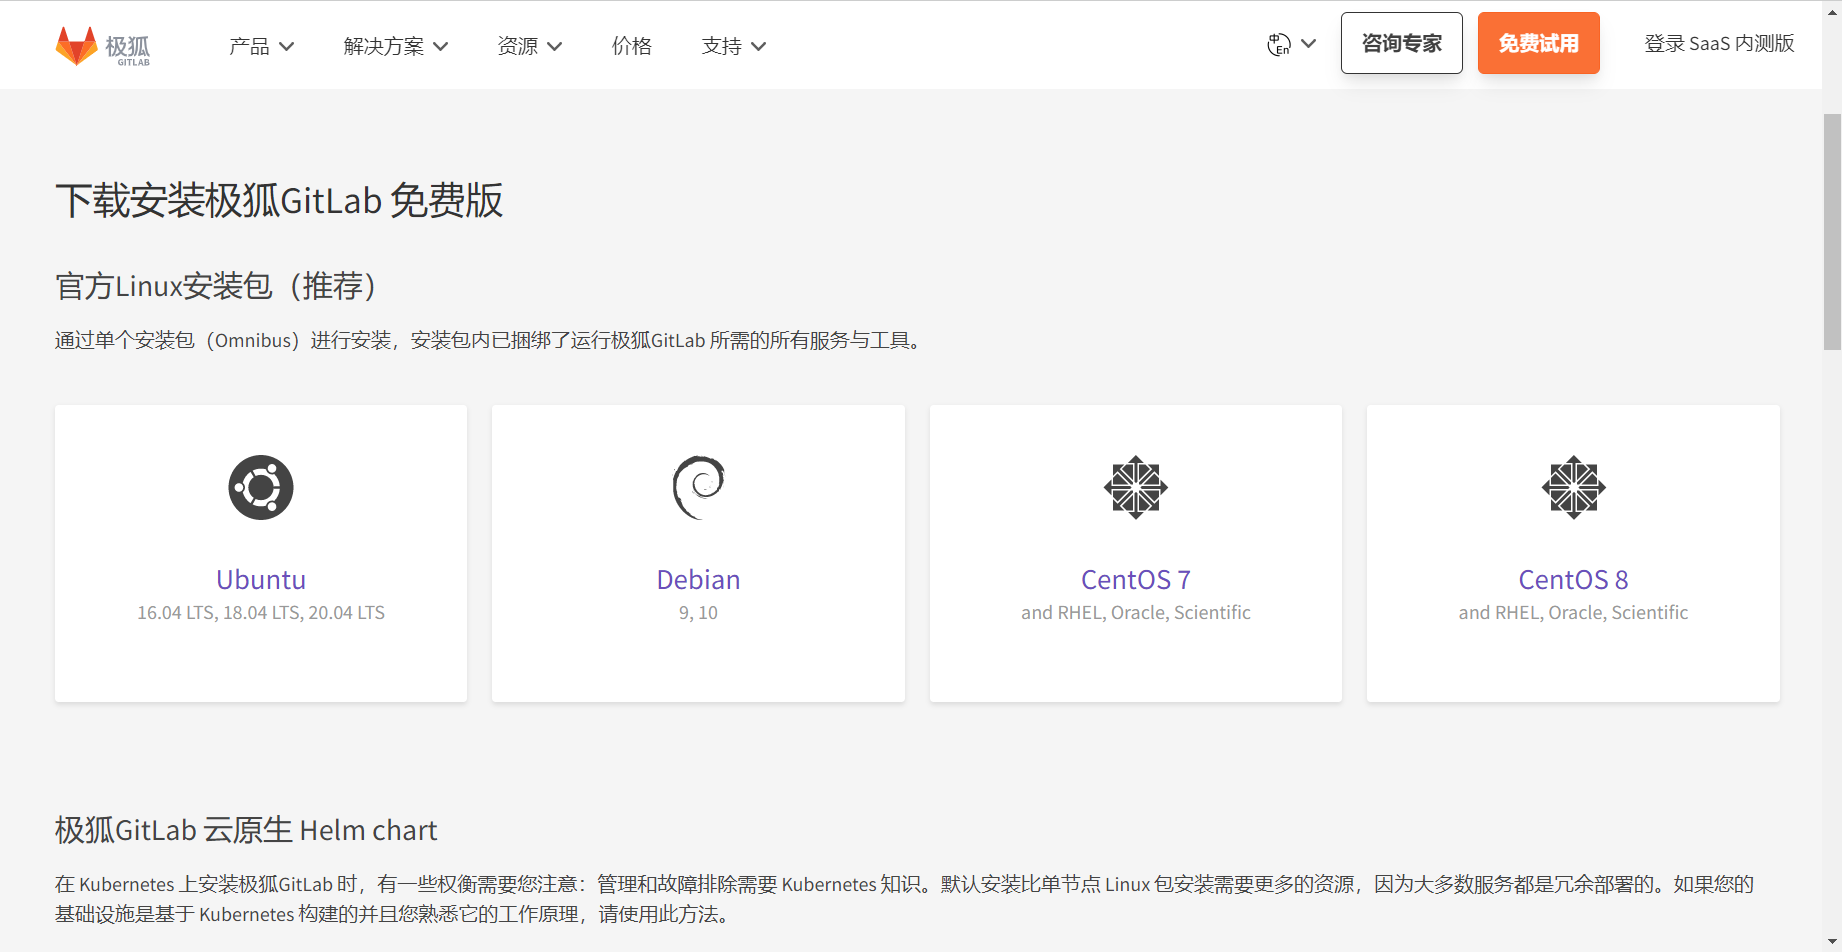 极狐
GITLAB
产品
解决方案
资源
价格
支持
中
En
咨询专家
免费试用
登录 SaaS 内测版
下载安装极狐GitLab 免费版
官方Linux安装包（推荐）
通过单个安装包（Omnibus）进行安装，安装包内已捆绑了运行极狐GitLab 所需的所有服务与工具。
Ubuntu
16.04 LTS, 18.04 LTS, 20.04 LTS
Debian
9, 10
CentOS 7
and RHEL, Oracle, Scientific
CentOS 8
and RHEL, Oracle, Scientific
极狐GitLab 云原生 Helm chart
在 Kubernetes 上安装极狐GitLab 时，有一些权衡需要您注意：管理和故障排除需要 Kubernetes 知识。默认安装比单节点 Linux 包安装需要更多的资源，因为大多数服务都是冗余部署的。如果您的
基础设施是基于 Kubernetes 构建的并且您熟悉它的工作原理，请使用此方法。